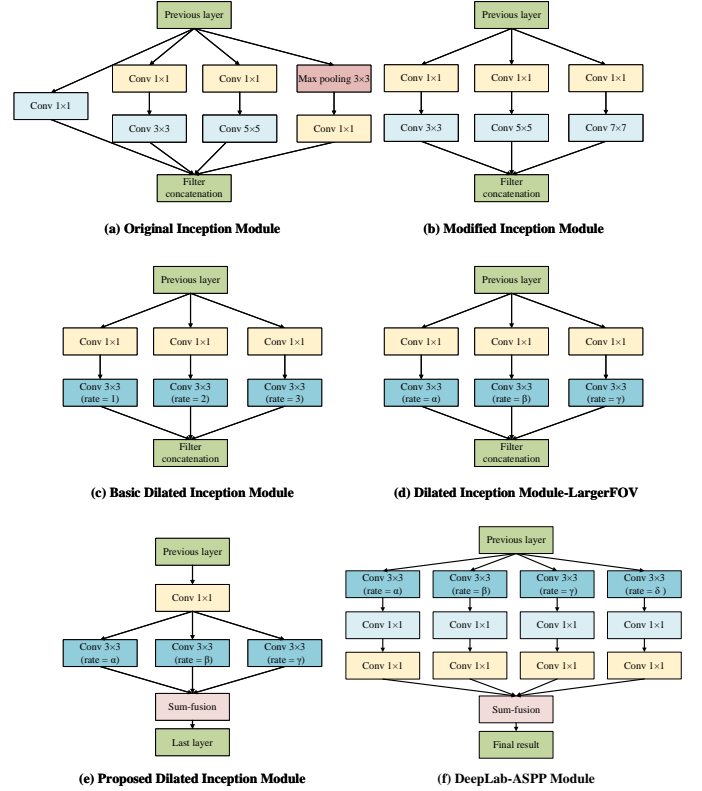 Previous layer
Conv 1×1
Conv 1×1
Conv 1×1
Max pooling 3×3
Conv 3×3
Conv 5×5
Conv 1×1
Filter
concatenation
(a) Original Inception Module
Previous layer
Conv 1×1
Conv 1×1
Conv 1×1
Conv 3×3
Conv 5×5
Conv 7×7
Filter
concatenation
(b) Modified Inception Module
Previous layer
Conv 1×1
Conv 1×1
Conv 1×1
Conv 3×3
(rate = 1)
Conv 3×3
(rate = 2)
Conv 3×3
(rate = 3)
Filter
concatenation
(c) Basic Dilated Inception Module
Previous layer
Conv 1×1
Conv 1×1
Conv 1×1
Conv 3×3
(rate = α)
Conv 3×3
(rate = β)
Conv 3×3
(rate = γ)
Filter
concatenation
(d) Dilated Inception Module-LargerFOV
Previous layer
Conv 1×1
Conv 3×3
(rate = α)
Conv 3×3
(rate = β)
Conv 3×3
(rate = γ)
Sum-fusion
Last layer
(e) Proposed Dilated Inception Module
Previous layer
Conv 3×3
(rate = α)
Conv 3×3
(rate = β)
Conv 3×3
(rate = γ)
Conv 3×3
(rate = δ )
Conv 1×1
Conv 1×1
Conv 1×1
Conv 1×1
Conv 1×1
Conv 1×1
Conv 1×1
Conv 1×1
Sum-fusion
Final result
(f) DeepLab-ASPP Module